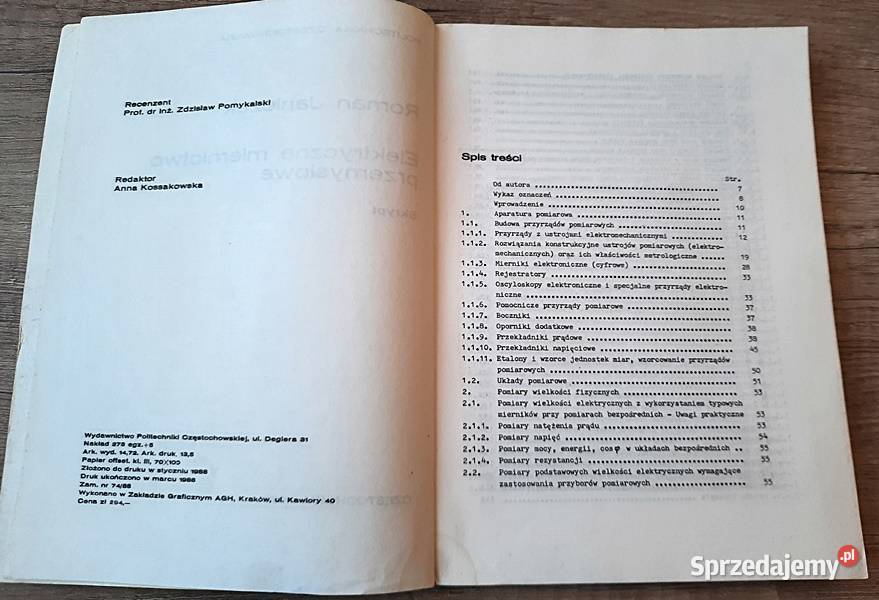 Recenzent
Prof. dr inż. Zdzisław Pomykalski
Redaktor
Anna Kossakowska
Wydawnictwo Politechniki Częstochowskiej, ul. Deglera 31
Nakład 275 egz.+5
Ark. wyd. 14,72. Ark. druk. 13,5
Papier offset. kl. III, 70x100
Złożono do druku w styczniu 1988
Druk ukończono w marcu 1988
Zam. nr 74/88
Wykonano w Zakładzie Graficznym AGH, Kraków, ul. Kawiory 40
Cena zł 294,—
Spis treści
Str.
Od autora 7
Wykaz oznaczeń 8
Wprowadzenie 10
1. Aparatura pomiarowa 11
1.1. Budowa przyrządów pomiarowych 11
1.1.1. Przyrządy z ustrojami elektromechanicznymi 12
1.1.2. Rozwiązania konstrukcyjne ustrojów pomiarowych (elektro-
mechanicznych) oraz ich właściwości metrologiczne 19
1.1.3. Mierniki elektroniczne (cyfrowe) 28
1.1.4. Rejestratory 33
1.1.5. Oscyloskopy elektroniczne i specjalne przyrządy elektro-
niczne 33
1.1.6. Pomocnicze przyrządy pomiarowe 37
1.1.7. Boczniki 37
1.1.8. Oporniki dodatkowe 38
1.1.9. Przekładniki prądowe 38
1.1.10. Przekładniki napięciowe 45
1.1.11. Etalony i wzorce jednostek miar, wzorcowanie przyrządów
pomiarowych 50
1.2. Układy pomiarowe 51
2. Pomiary wielkości fizycznych 53
2.1. Pomiary wielkości elektrycznych z wykorzystaniem typowych
mierników przy pomiarach bezpośrednich - Uwagi praktyczne 53
2.1.1. Pomiary natężenia prądu 53
2.1.2. Pomiary napięć 54
2.1.3. Pomiary mocy, energii, cosφ w układach bezpośrednich 55
2.1.4. Pomiary rezystancji 55
2.2. Pomiary podstawowych wielkości elektrycznych wymagające
zastosowania przyborów pomiarowych 55
Sprzedajemy.pl